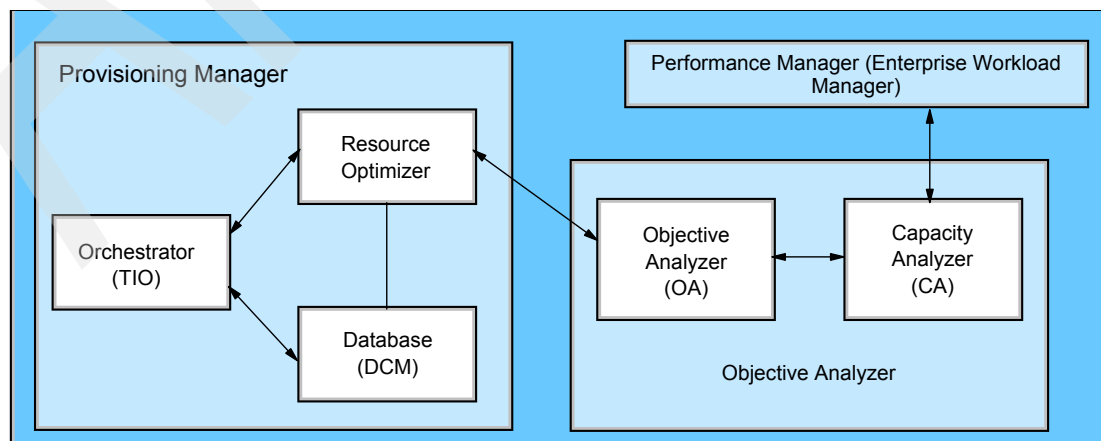 Provisioning Manager
Resource
Optimizer
Orchestrator
(TIO)
Database
(DCM)
Performance Manager (Enterprise Workload
Manager)
Objective
Analyzer
(OA)
Capacity
Analyzer
(CA)
Objective Analyzer